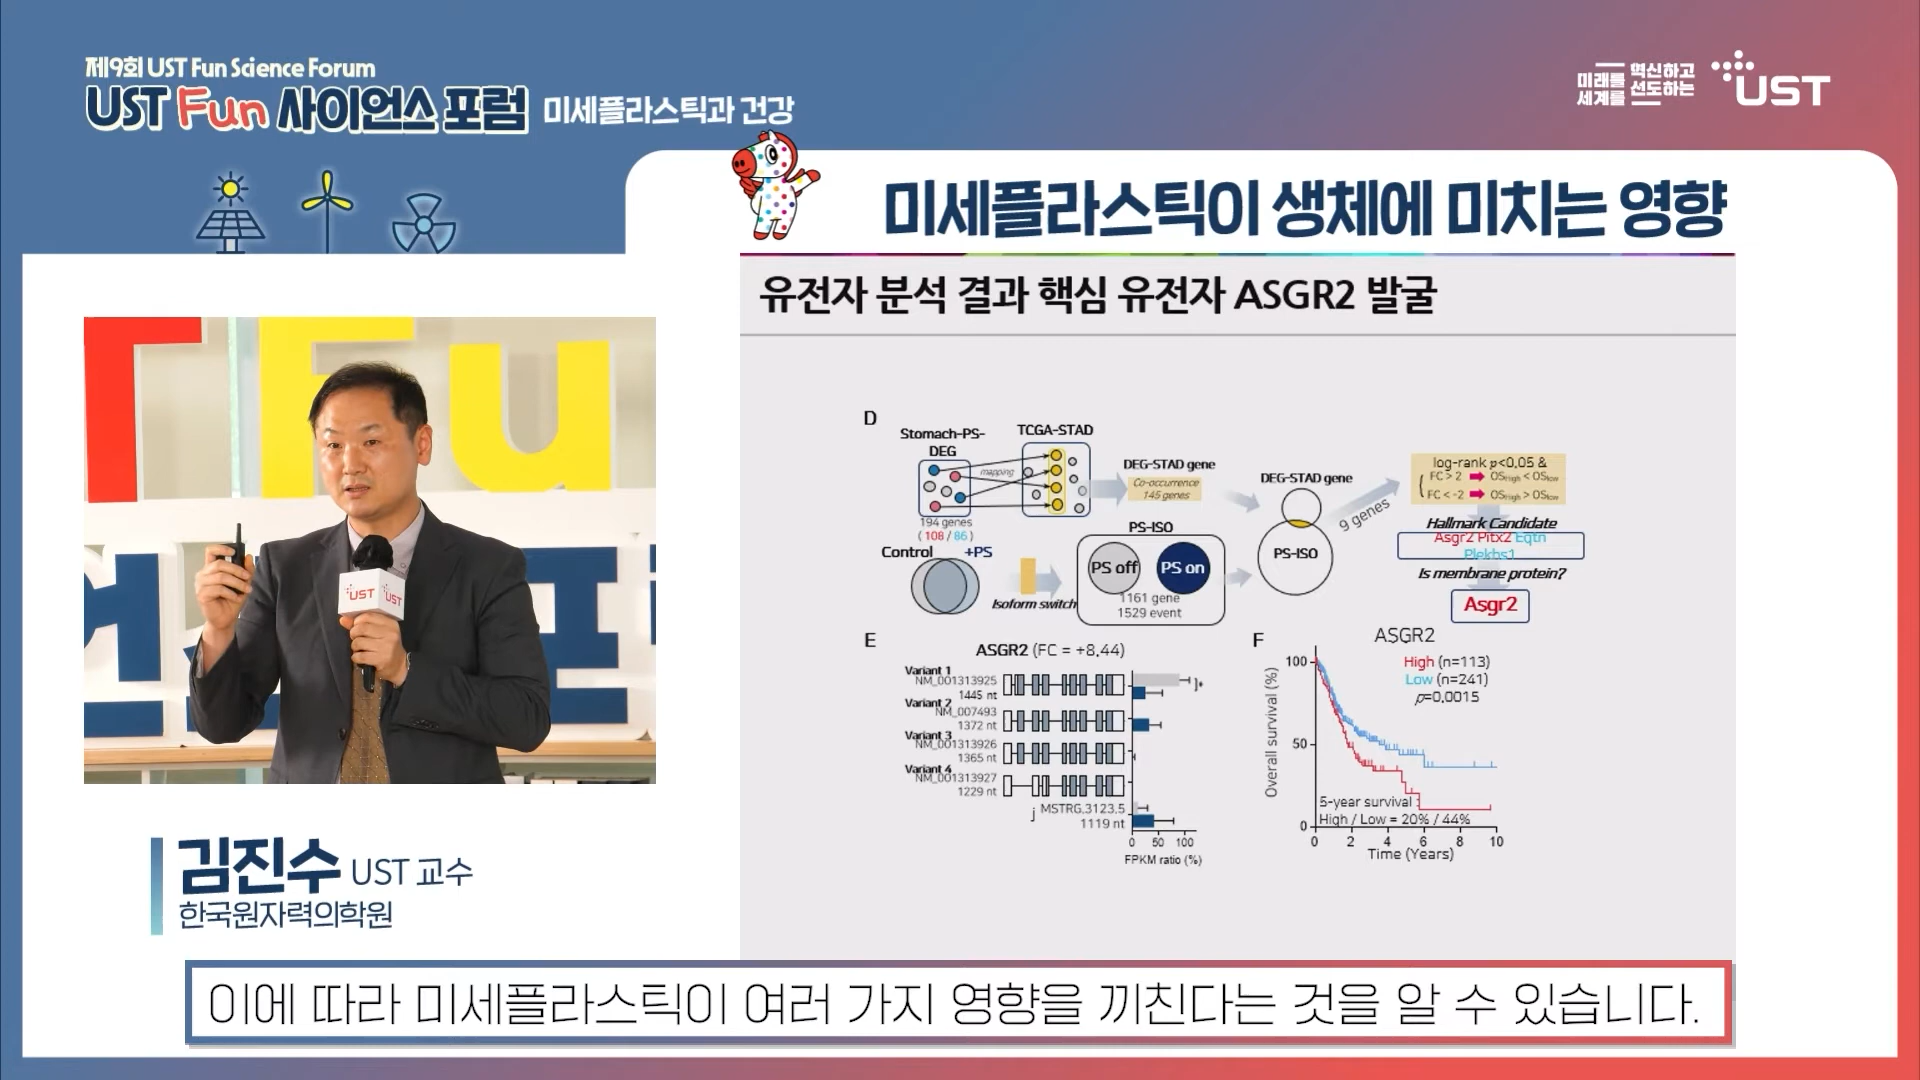 제9회 UST Fun Science Forum
UST Fun 사이언스 포럼 미세플라스틱과 건강
미래를 혁신하고
세계를 선도하는
UST
미세플라스틱이 생체에 미치는 영향
유전자 분석 결과 핵심 유전자 ASGR2 발굴
D
Stomach-PS-
DEG
TCGA-STAD
mapping
194 genes
( 108 / 86 )
DEG-STAD gene
Co-occurrence
145 genes
Control +PS
Isoform switch
PS-ISO
PS off PS on
1161 gene
1529 event
DEG-STAD gene
PS-ISO
9 genes
log-rank p<0.05 &
FC > 2 ➡ OShigh < OSlow
FC < -2 ➡ OShigh > OSlow
Hallmark Candidate
Asgr2 Pitx2 Eqtn
Plekhs1
Is membrane protein?
Asgr2
E
ASGR2 (FC = +8.44)
Variant 1
NM_001313925
1445 nt
Variant 2
NM_007493
1372 nt
Variant 3
NM_001313926
1365 nt
Variant 4
NM_001313927
1229 nt
MSTRG.3123.5
1119 nt
*
0 50 100
FPKM ratio (%)
F
ASGR2
High (n=113)
Low (n=241)
p=0.0015
Overall survival (%)
100
50
0
5-year survival :
High / Low = 20% / 44%
0 2 4 6 8 10
Time (Years)
UST UST
김진수 UST 교수
한국원자력의학원
이에 따라 미세플라스틱이 여러 가지 영향을 끼친다는 것을 알 수 있습니다.